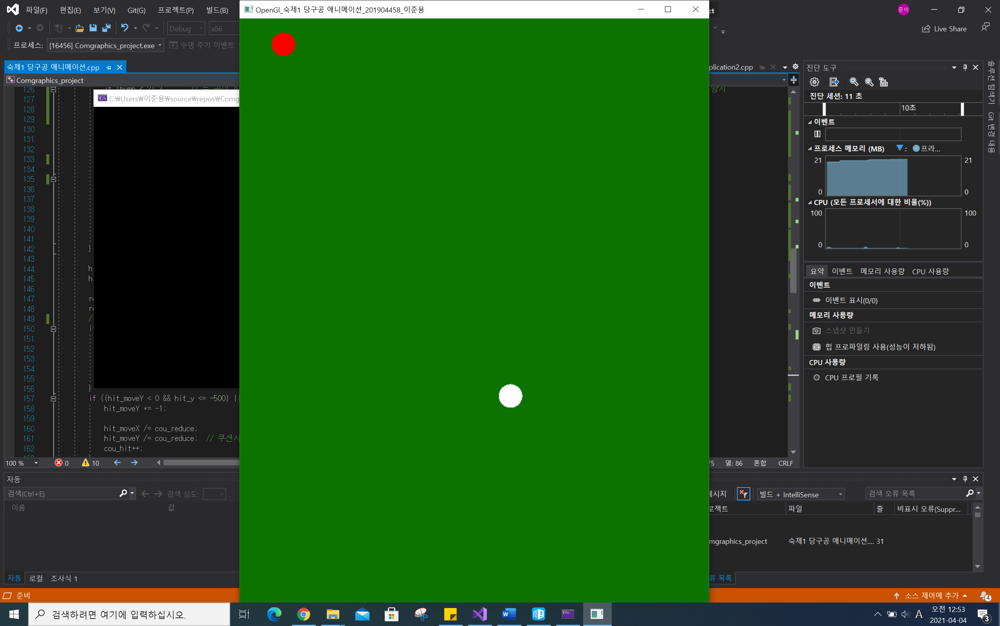 파일(F) 편집(E) 보기(V) Git(G) 프로젝트(P) 빌드(B)
OpenGl_숙제1 당구공 애니메이션_201904458_이준용
ct
준이
Debug
x86
Live Share
프로세스: [16456] Comgraphics_project.exe
수명 주기 이벤트
숙제1 당구공 애니메이션.cpp
plication2.cpp
Comgraphics_project
126
127
128
129
130
131
132
133
134
135
136
137
138
139
140
141
142 }
143
144 h
145 h
146
147 re
148 re
149 /
150 i
151
152
153
154
155
156 }
157 if ((hit_moveY < 0 && hit_y <= -500) ||
158 hit_moveY *= -1;
159
160 hit_moveX /= cou_reduce;
161 hit_moveY /= cou_reduce; // 쿠션시
162 cou_hit++;
C:₩Users₩이준용₩source₩repos₩Comg
방지
100 %
0
10
75
열: 86
혼합
CRLF
진단 도구
진단 세션: 11 초
10초
이벤트
프로세스 메모리 (MB)
프라...
21
21
0
0
CPU (모든 프로세서에 대한 비율(%))
100
100
0
0
요약 이벤트 메모리 사용량 CPU 사용량
이벤트
이벤트 표시(0/0)
메모리 사용량
스냅샷 만들기
힙 프로파일링 사용(성능이 저하됨)
CPU 사용량
CPU 프로필 기록
솔루션 탐색기
Git 변경 내용
자동
검색(Ctrl+E)
검색 심도:
이름
값
자동 로컬 조사식 1
메시지
빌드 + IntelliSense
검색 오류 목록
로젝트
파일
줄
비표시 오류(Suppr...
mgraphics_project
숙제1 당구공 애니메이션.... 31
류 목록
준비
소스 제어에 추가
4
검색하려면 여기에 입력하십시오.
A
오전 12:53
2021-04-04
3